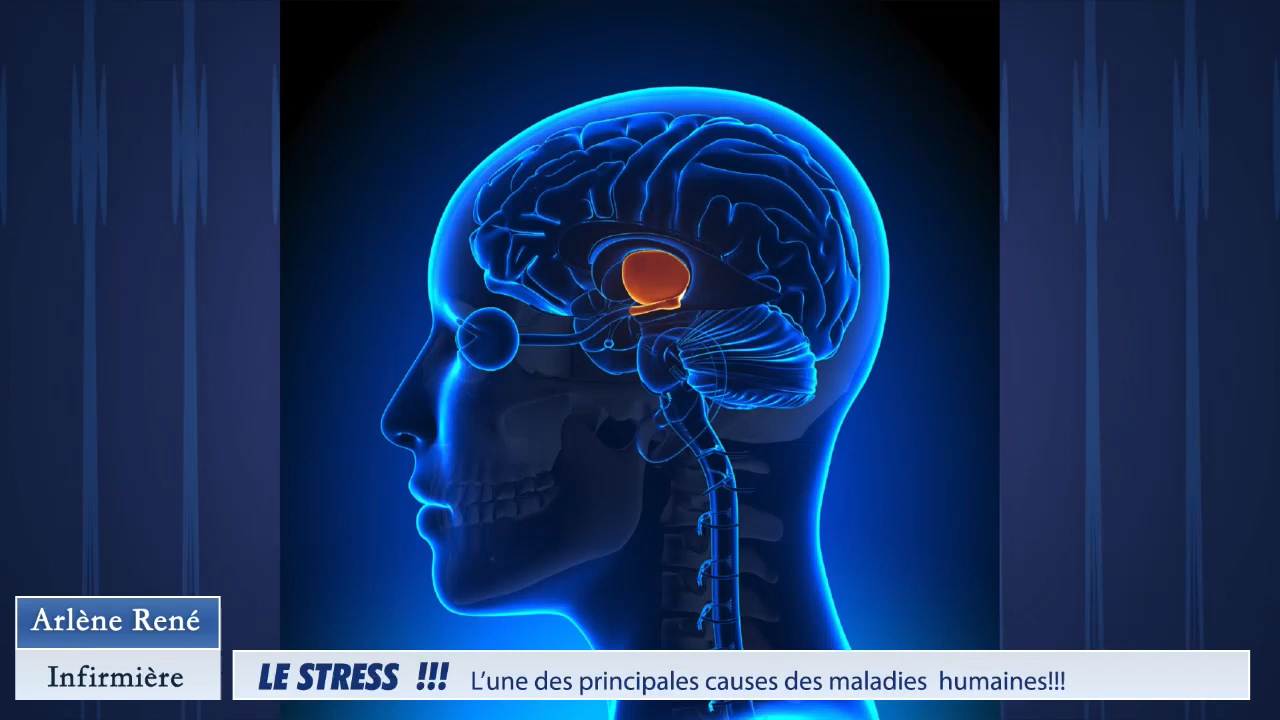 Arlène René
Infirmière
LE STRESS !!! L'une des principales causes des maladies humaines!!!